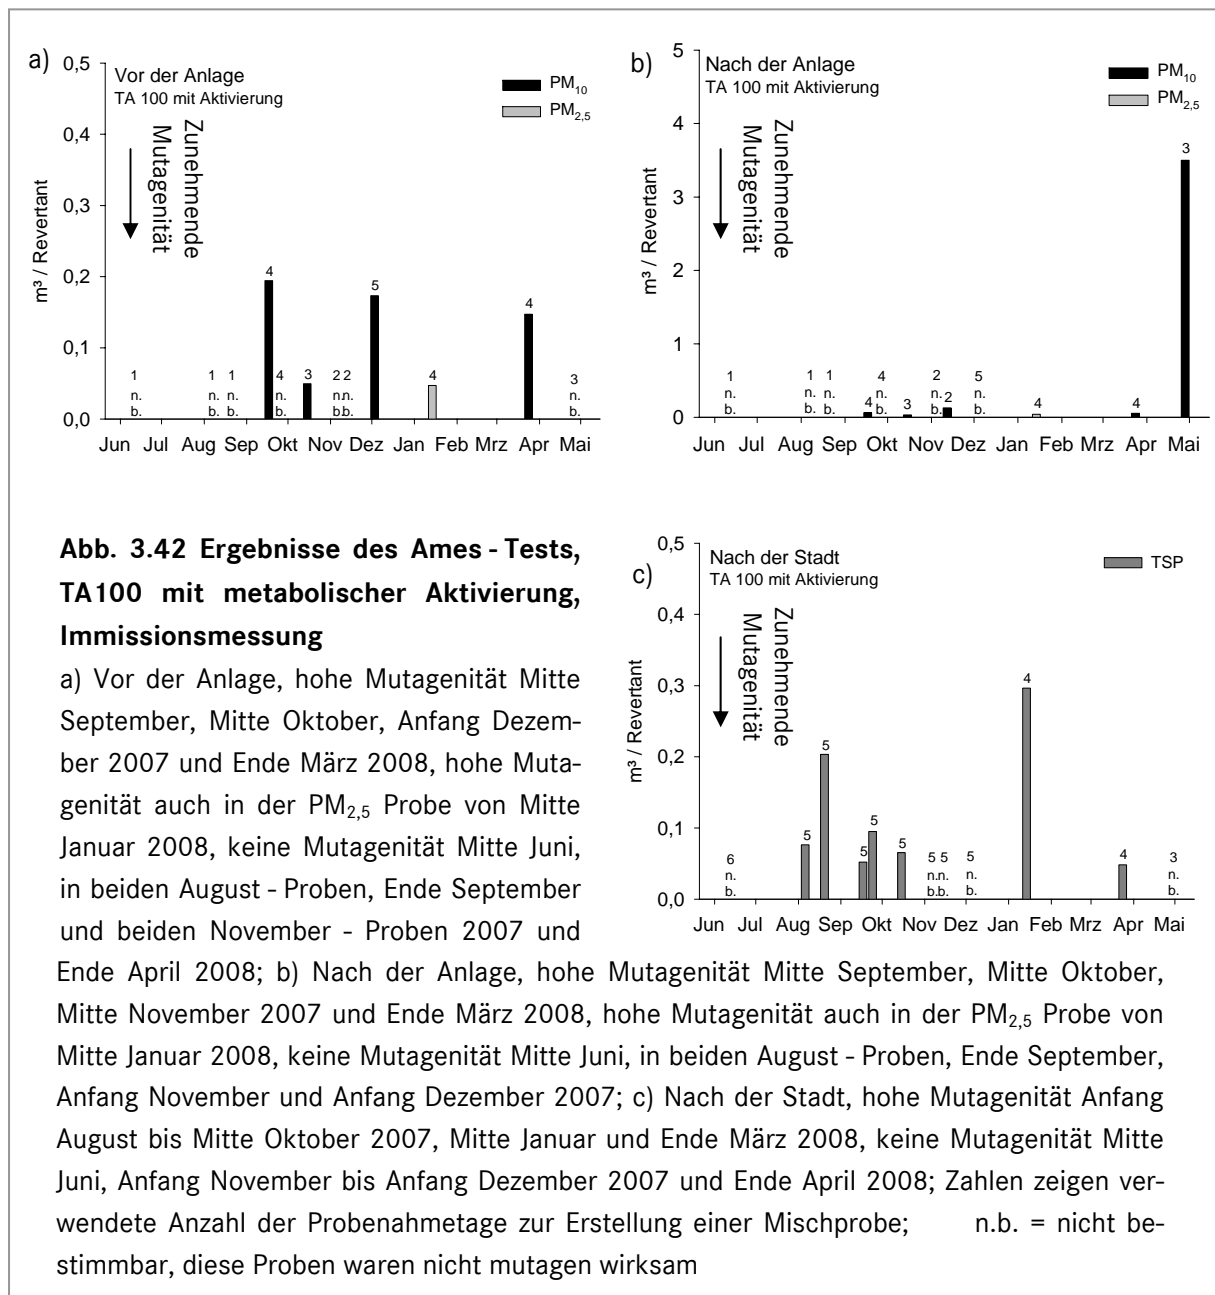 a)
Vor der Anlage
TA 100 mit Aktivierung
PM10
PM2,5
Zunehmende
Mutagenität
m³ / Revertant
0,5
0,4
0,3
0,2
0,1
0,0
1 n. b.
1 n. b.
1 n. b.
4
4 n. b.
3
2 n. b.
2 n. b.
5
4
4
3 n. b.
Jun Jul Aug Sep Okt Nov Dez Jan Feb Mrz Apr Mai
b)
Nach der Anlage
TA 100 mit Aktivierung
PM10
PM2,5
Zunehmende
Mutagenität
m³ / Revertant
5
4
3
2
1
0
1 n. b.
1 n. b.
1 n. b.
4
4 n. b.
3
2 n. b.
2
5 n. b.
4
4
3
Jun Jul Aug Sep Okt Nov Dez Jan Feb Mrz Apr Mai
Abb. 3.42 Ergebnisse des Ames - Tests,
TA100 mit metabolischer Aktivierung,
Immissionsmessung
a) Vor der Anlage, hohe Mutagenität Mitte
September, Mitte Oktober, Anfang Dezem-
ber 2007 und Ende März 2008, hohe Muta-
genität auch in der PM2,5 Probe von Mitte
Januar 2008, keine Mutagenität Mitte Juni,
in beiden August - Proben, Ende September
und beiden November - Proben 2007 und
c)
Nach der Stadt
TA 100 mit Aktivierung
TSP
Zunehmende
Mutagenität
m³ / Revertant
0,5
0,4
0,3
0,2
0,1
0,0
6 n. b.
5
5
5
5
5
5 n. b.
5 n. b.
5 n. b.
4
4
3 n. b.
Jun Jul Aug Sep Okt Nov Dez Jan Feb Mrz Apr Mai
Ende April 2008; b) Nach der Anlage, hohe Mutagenität Mitte September, Mitte Oktober,
Mitte November 2007 und Ende März 2008, hohe Mutagenität auch in der PM2,5 Probe von
Mitte Januar 2008, keine Mutagenität Mitte Juni, in beiden August - Proben, Ende September,
Anfang November und Anfang Dezember 2007; c) Nach der Stadt, hohe Mutagenität Anfang
August bis Mitte Oktober 2007, Mitte Januar und Ende März 2008, keine Mutagenität Mitte
Juni, Anfang November bis Anfang Dezember 2007 und Ende April 2008; Zahlen zeigen ver-
wendete Anzahl der Probenahmetage zur Erstellung einer Mischprobe; n.b. = nicht be-
stimmbar, diese Proben waren nicht mutagen wirksam